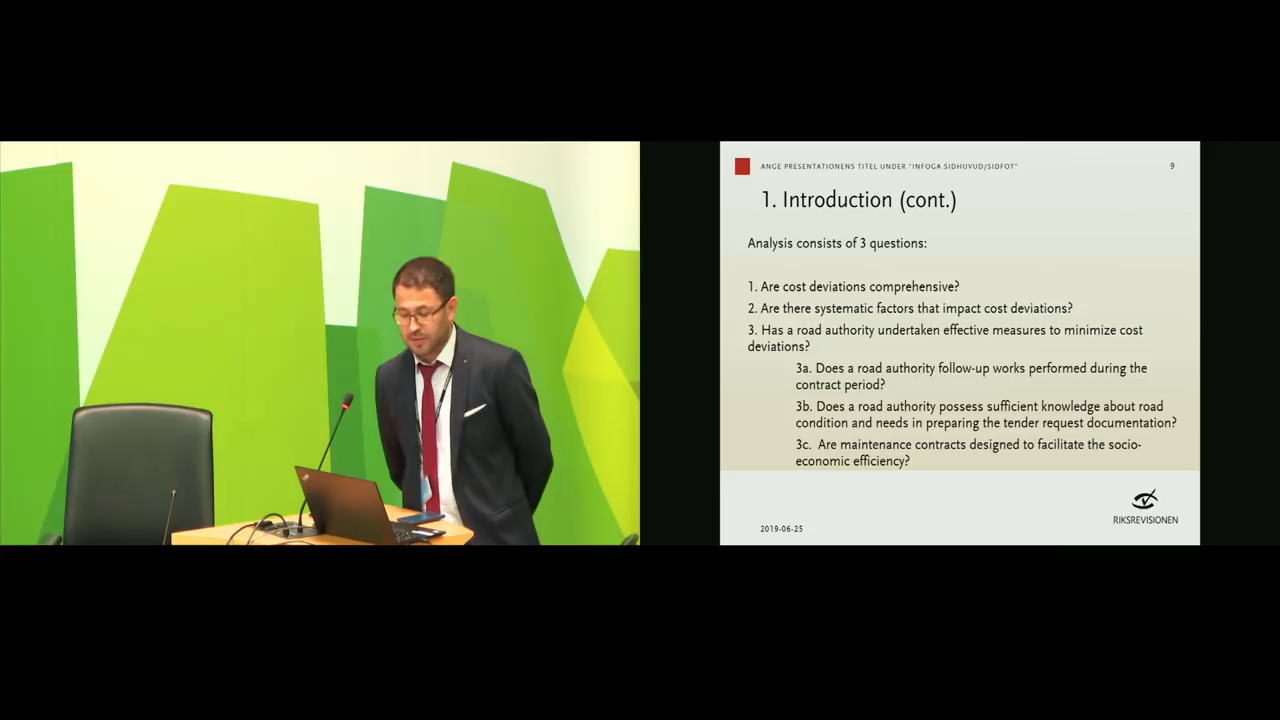 ANGE PRESENTATIONENS TITEL UNDER "INFOGA SIDHUVUD/SIDFOT"
9
1. Introduction (cont.)
Analysis consists of 3 questions:
1. Are cost deviations comprehensive?
2. Are there systematic factors that impact cost deviations?
3. Has a road authority undertaken effective measures to minimize cost
deviations?
3a. Does a road authority follow-up works performed during the
contract period?
3b. Does a road authority possess sufficient knowledge about road
condition and needs in preparing the tender request documentation?
3c. Are maintenance contracts designed to facilitate the socio-
economic efficiency?
RIKSREVISIONEN
2019-06-25